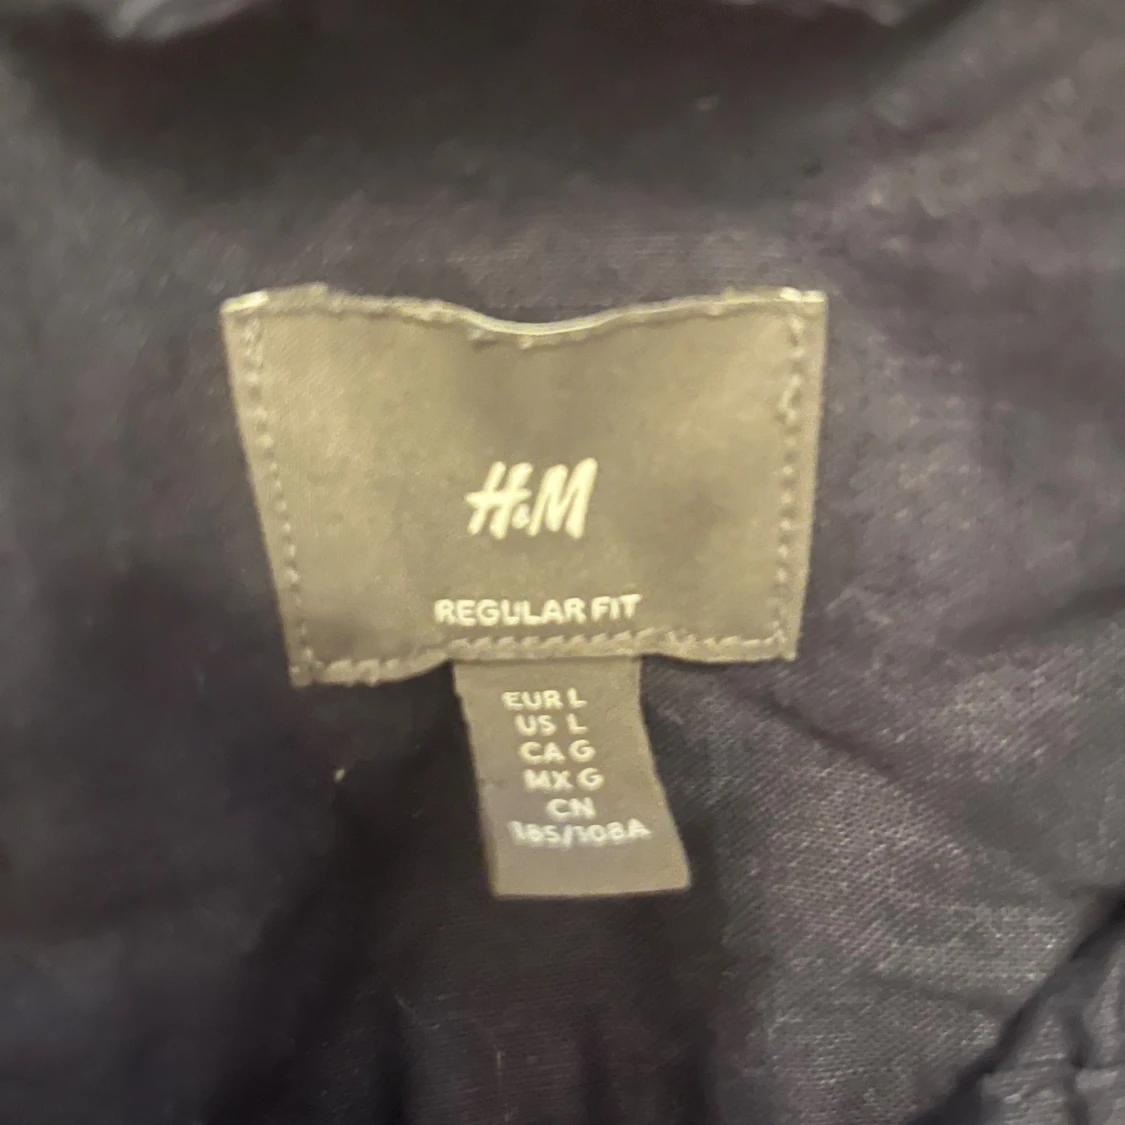 H&M
REGULAR FIT
EUR L
US L
CA G
MX G
CN
185/108A